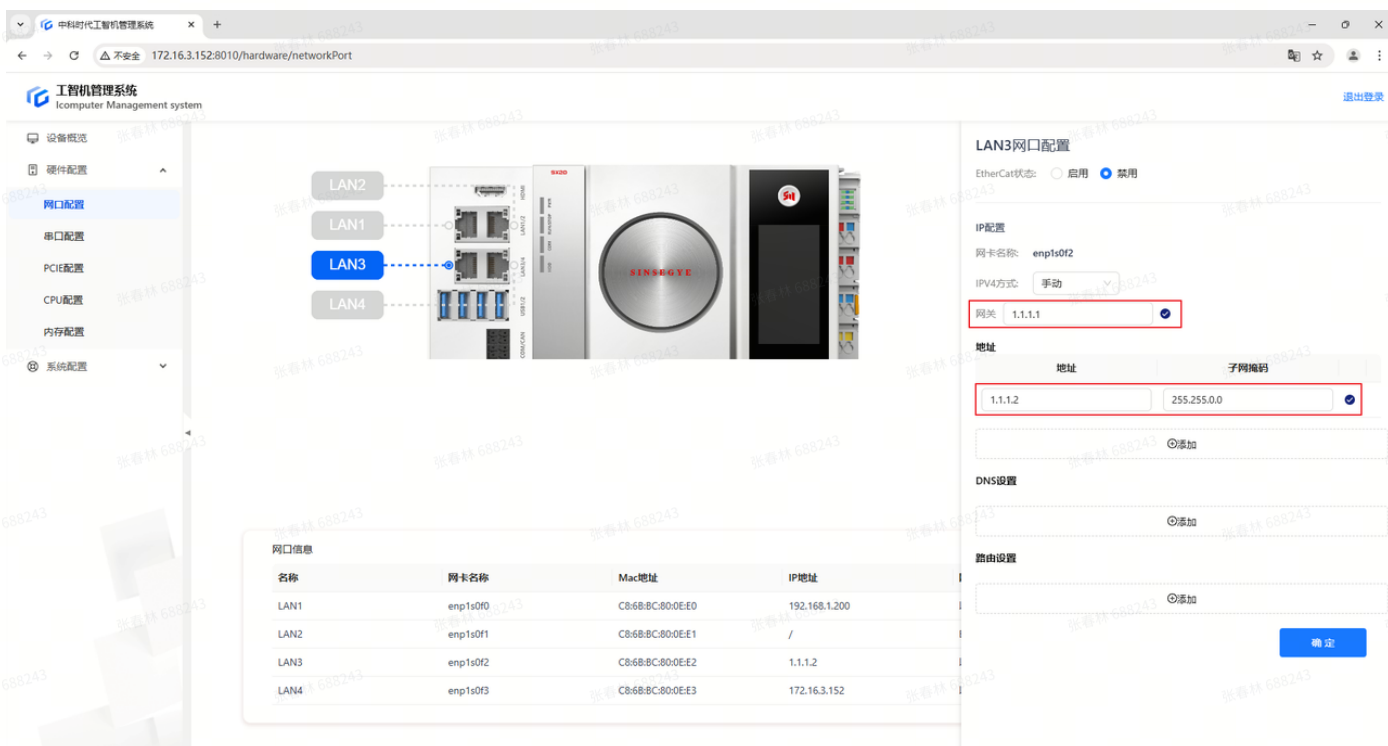 中科时代工智机管理系统
不安全 172.16.3.152:8010/hardware/networkPort
工智机管理系统
Icomputer Management system
退出登录
设备概览
硬件配置
网口配置
串口配置
PCIE配置
CPU配置
内存配置
系统配置
LAN2
LAN1
LAN3
LAN4
SX20
HDMI
LAN1/2
LAN3/4
USB1/2
COM/CAN
SINSEGYE
LAN3网口配置
EtherCat状态: 启用 禁用
IP配置
网卡名称: enp1s0f2
IPV4方式: 手动
网关 1.1.1.1
地址
地址 子网掩码
1.1.1.2 255.255.0.0
添加
DNS设置
添加
路由设置
添加
确定
网口信息
名称 网卡名称 Mac地址 IP地址
LAN1 enp1s0f0 C8:6B:BC:80:0E:E0 192.168.1.200
LAN2 enp1s0f1 C8:6B:BC:80:0E:E1 /
LAN3 enp1s0f2 C8:6B:BC:80:0E:E2 1.1.1.2
LAN4 enp1s0f3 C8:6B:BC:80:0E:E3 172.16.3.152
张春林 688243